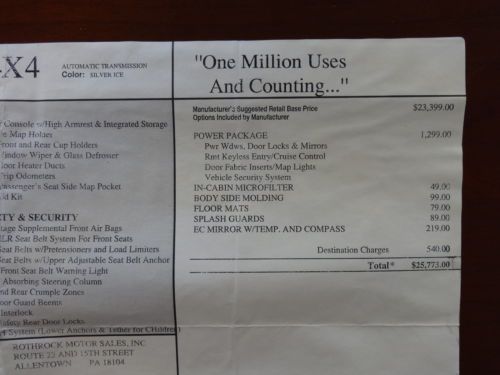 X4
AUTOMATIC TRANSMISSION
Color: SILVER ICE
Console w/High Armrest & Integrated Storage
Map Holder
Front and Rear Cup Holders
Window Wiper & Glass Defroster
Floor Heater Ducts
Trip Odometers
Passenger's Seat Side Map Pocket
Kit
& SECURITY
Stage Supplemental Front Air Bags
ELR Seat Belt System For Front Seats
Seat Belts w/Pretensioners and Load Limiters
Seat Belts w/Upper Adjustable Seat Belt Anchor
Front Seat Belt Warning Light
Absorbing Steering Column
and Rear Crumple Zones
Door Guard Beems
Interlock
Safety Rear Door Locks
System (Lower Anchors & Tether for CHildren)
ROTHROCK MOTOR SALES, INC
ROUTE 22 AND 15TH STREET
ALLENTOWN PA 18104
"One Million Uses
And Counting..."
Manufacturer's Suggested Retail Base Price $23,399.00
Options Included by Manufacturer
POWER PACKAGE 1,299.00
Pwr Wdws, Door Locks & Mirrors
Rmt Keyless Entry/Cruise Control
Door Fabric Inserts/Map Lights
Vehicle Security System
IN-CABIN MICROFILTER 49.00
BODY SIDE MOLDING 99.00
FLOOR MATS 79.00
SPLASH GUARDS 89.00
EC MIRROR W/TEMP. AND COMPASS 219.00
Destination Charges 540.00
Total* $25,773.00